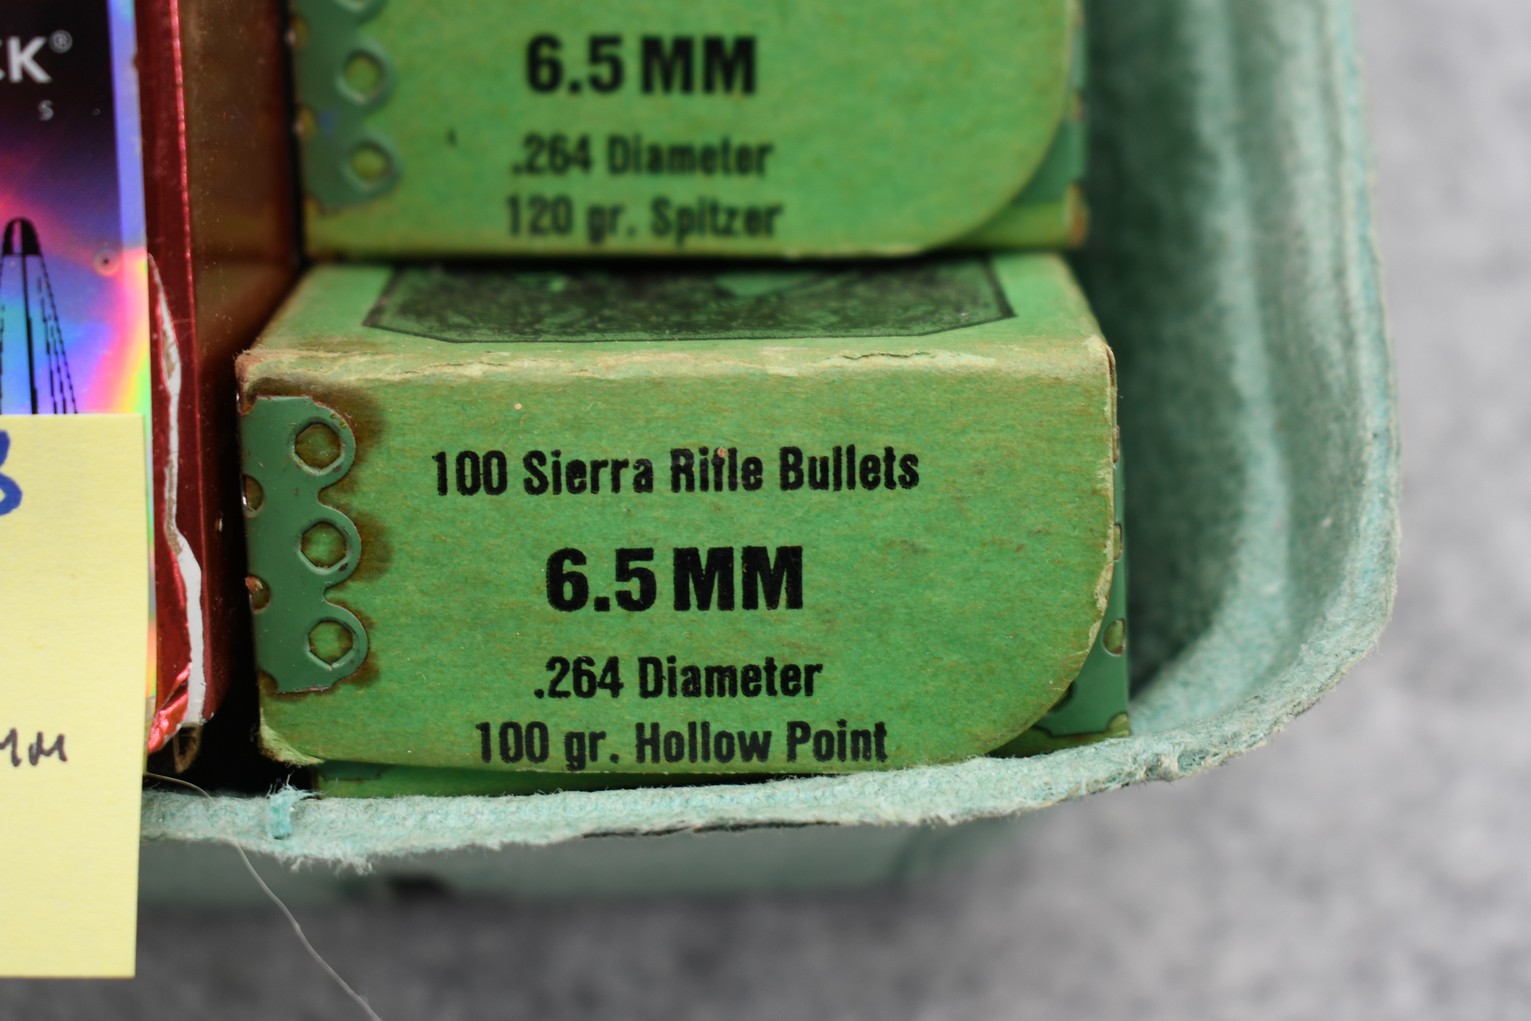 CK®
S
6.5 MM
.264 Diameter
120 gr. Spitzer
100 Sierra Rifle Bullets
6.5 MM
.264 Diameter
100 gr. Hollow Point